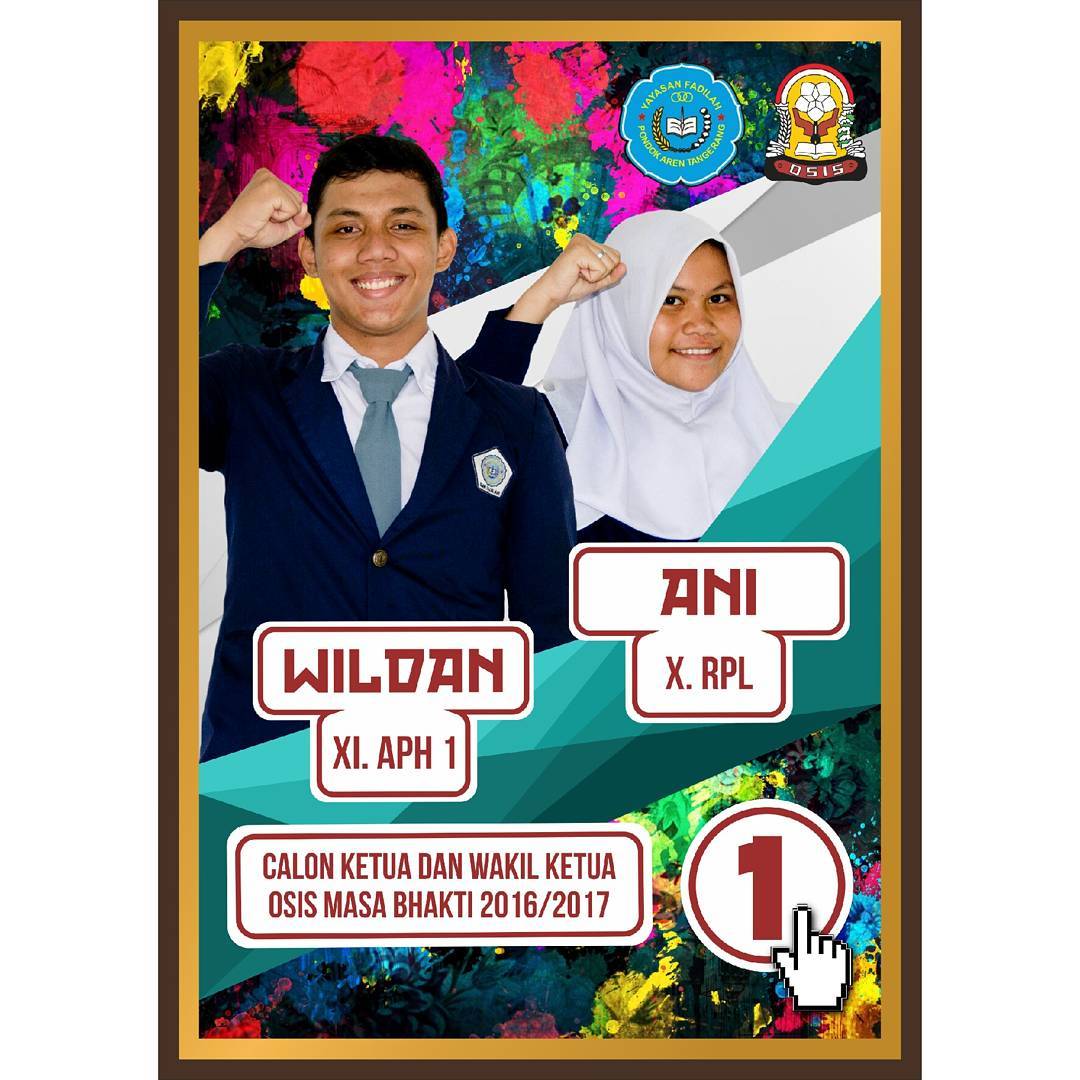 YAYASAN FADILAH
PONDOK AREN TANGERANG
OSIS
ANI
X. RPL
WILDAN
XI. APH 1
CALON KETUA DAN WAKIL KETUA
OSIS MASA BHAKTI 2016/2017
1